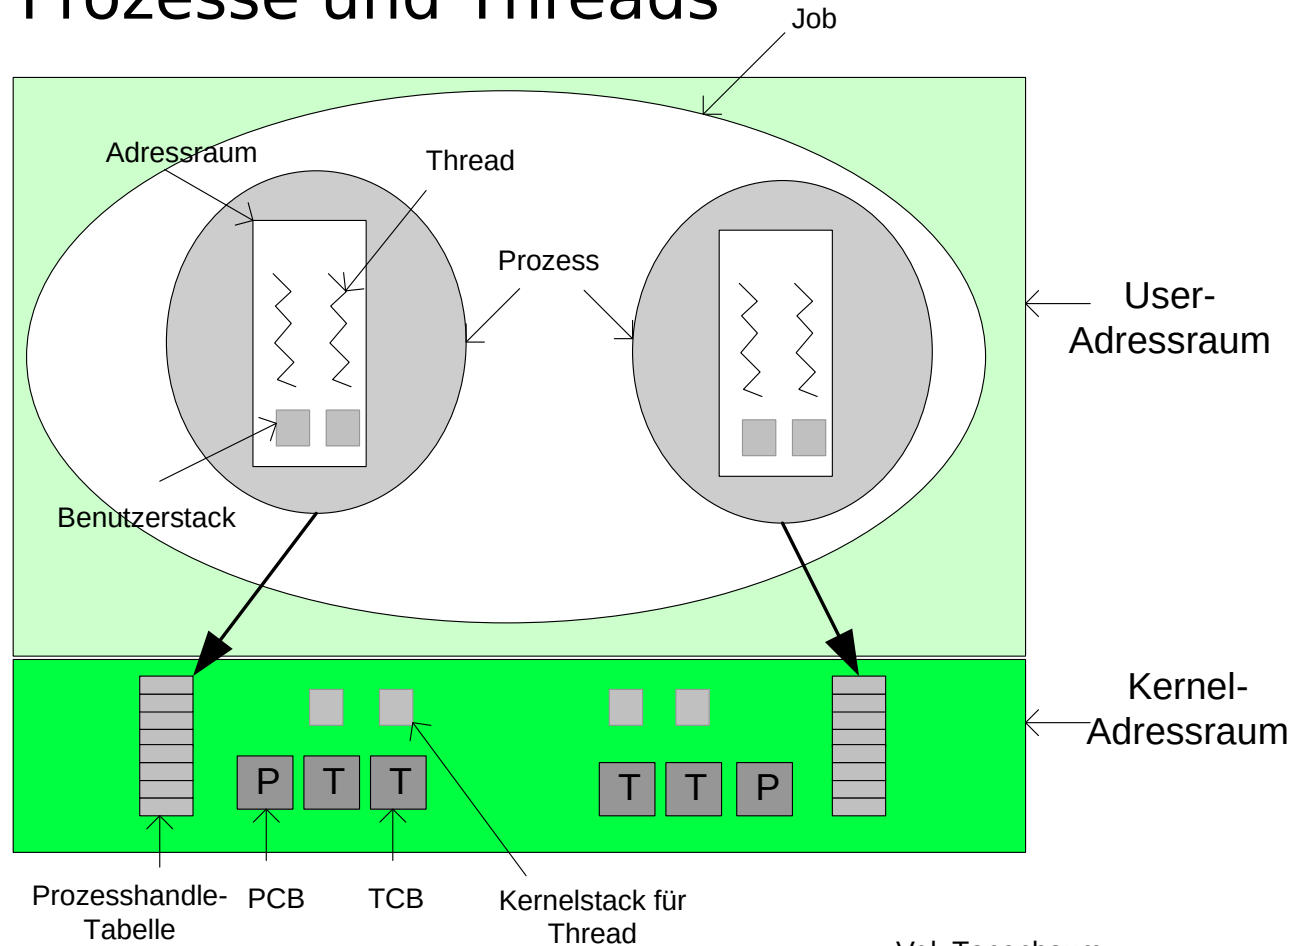 Prozesse und Threads
Job
Adressraum
Thread
Prozess
User-
Adressraum
Benutzerstack
Kernel-
Adressraum
P T T
T T P
Prozesshandle-
Tabelle
PCB
TCB
Kernelstack für
Thread